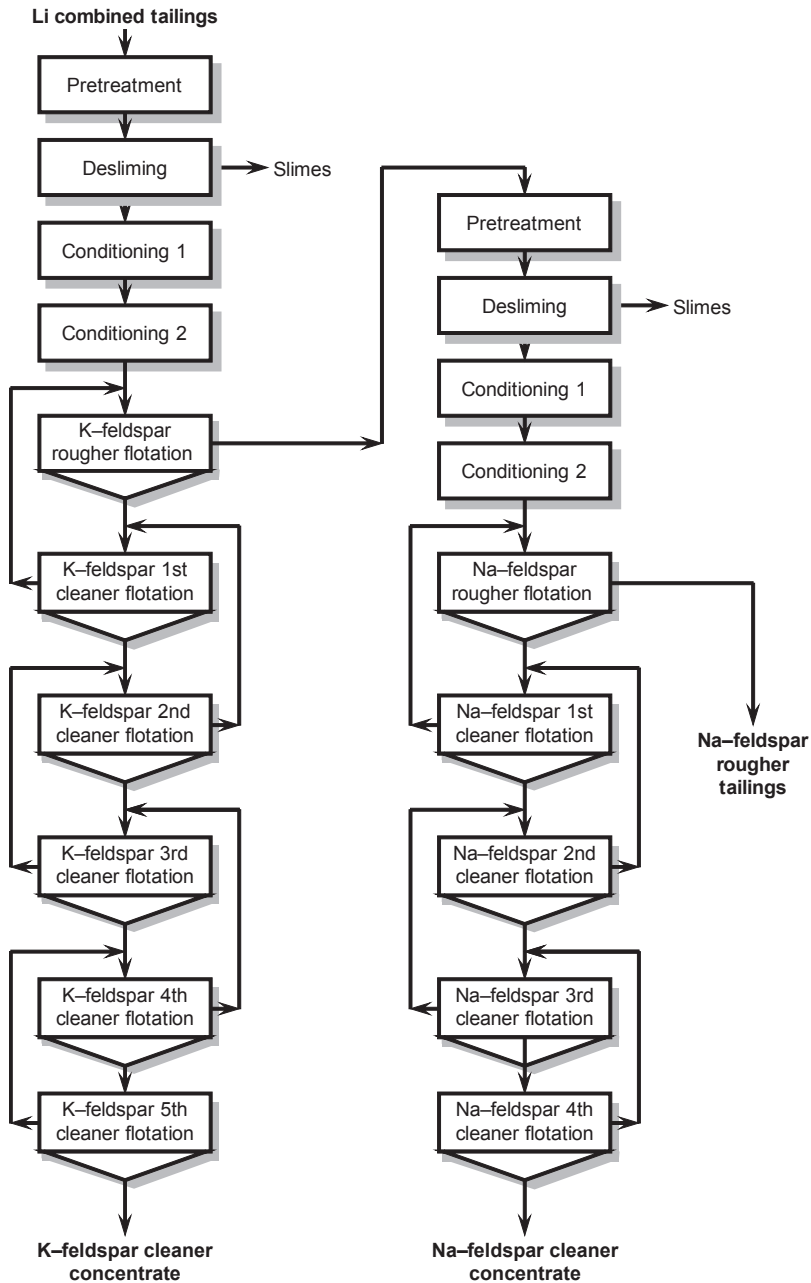 Li combined tailings
Pretreatment
Desliming
Slimes
Conditioning 1
Conditioning 2
K–feldspar
rougher flotation
K–feldspar 1st
cleaner flotation
K–feldspar 2nd
cleaner flotation
K–feldspar 3rd
cleaner flotation
K–feldspar 4th
cleaner flotation
K–feldspar 5th
cleaner flotation
K–feldspar cleaner
concentrate
Pretreatment
Desliming
Slimes
Conditioning 1
Conditioning 2
Na–feldspar
rougher flotation
Na–feldspar
rougher
tailings
Na–feldspar 1st
cleaner flotation
Na–feldspar 2nd
cleaner flotation
Na–feldspar 3rd
cleaner flotation
Na–feldspar 4th
cleaner flotation
Na–feldspar cleaner
concentrate